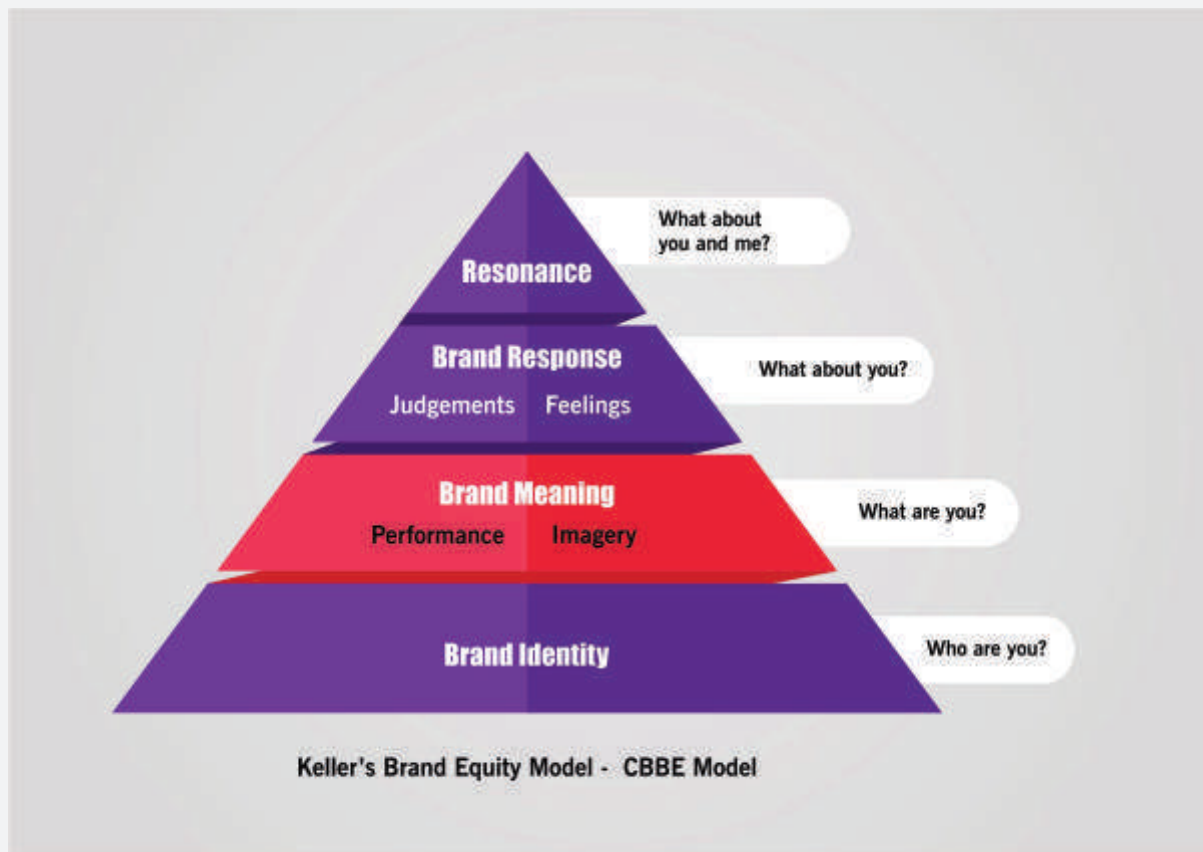 What about
you and me?
Resonance
Brand Response
Judgements Feelings
What about you?
Brand Meaning
Performance Imagery
What are you?
Brand Identity
Who are you?
Keller's Brand Equity Model - CBBE Model